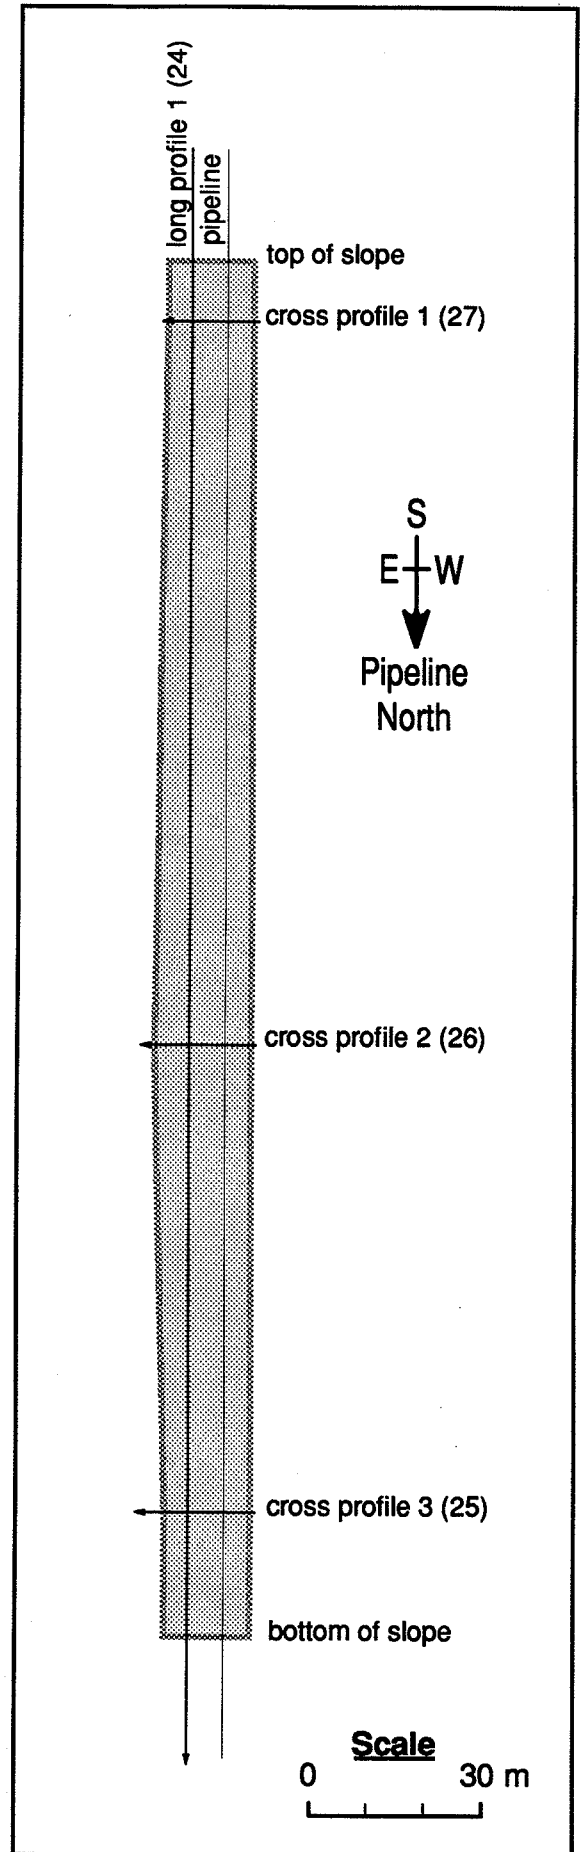 long profile 1 (24)
pipeline
top of slope
cross profile 1 (27)
S
E W
Pipeline
North
cross profile 2 (26)
cross profile 3 (25)
bottom of slope
Scale
0 30 m